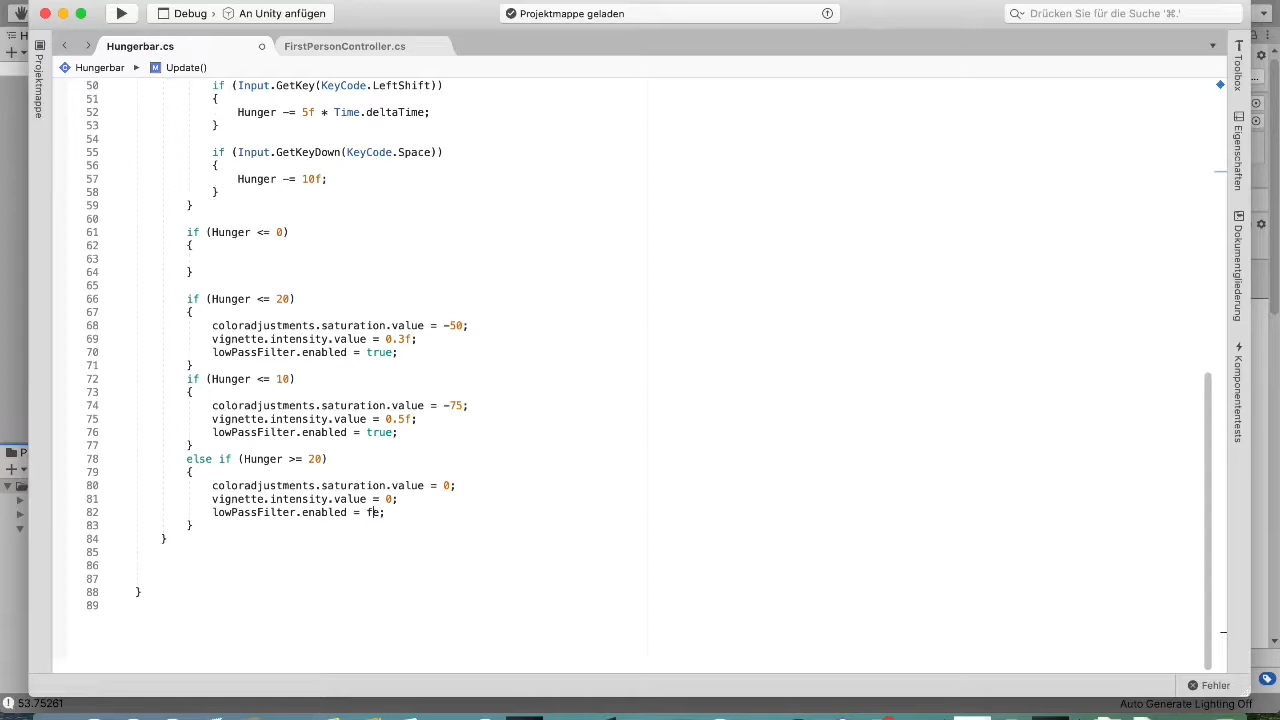 Debug > An Unity anfügen
Projektmappe geladen
Drücken Sie für die Suche '⌘.'
Hungerbar.cs
FirstPersonController.cs
Hungerbar
Update()
Projektmappe
Toolbox
Eigenschaften
Dokumentgliederung
Komponententests
50 if (Input.GetKey(KeyCode.LeftShift))
51 {
52 Hunger -= 5f * Time.deltaTime;
53 }
54
55 if (Input.GetKeyDown(KeyCode.Space))
56 {
57 Hunger -= 10f;
58 }
59 }
60
61 if (Hunger <= 0)
62 {
63
64 }
65
66 if (Hunger <= 20)
67 {
68 coloradjustments.saturation.value = -50;
69 vignette.intensity.value = 0.3f;
70 lowPassFilter.enabled = true;
71 }
72 if (Hunger <= 10)
73 {
74 coloradjustments.saturation.value = -75;
75 vignette.intensity.value = 0.5f;
76 lowPassFilter.enabled = true;
77 }
78 else if (Hunger >= 20)
79 {
80 coloradjustments.saturation.value = 0;
81 vignette.intensity.value = 0;
82 lowPassFilter.enabled = fe;
83 }
84 }
85
86
87
88 }
89
Fehler
53.75261
Auto Generate Lighting Off